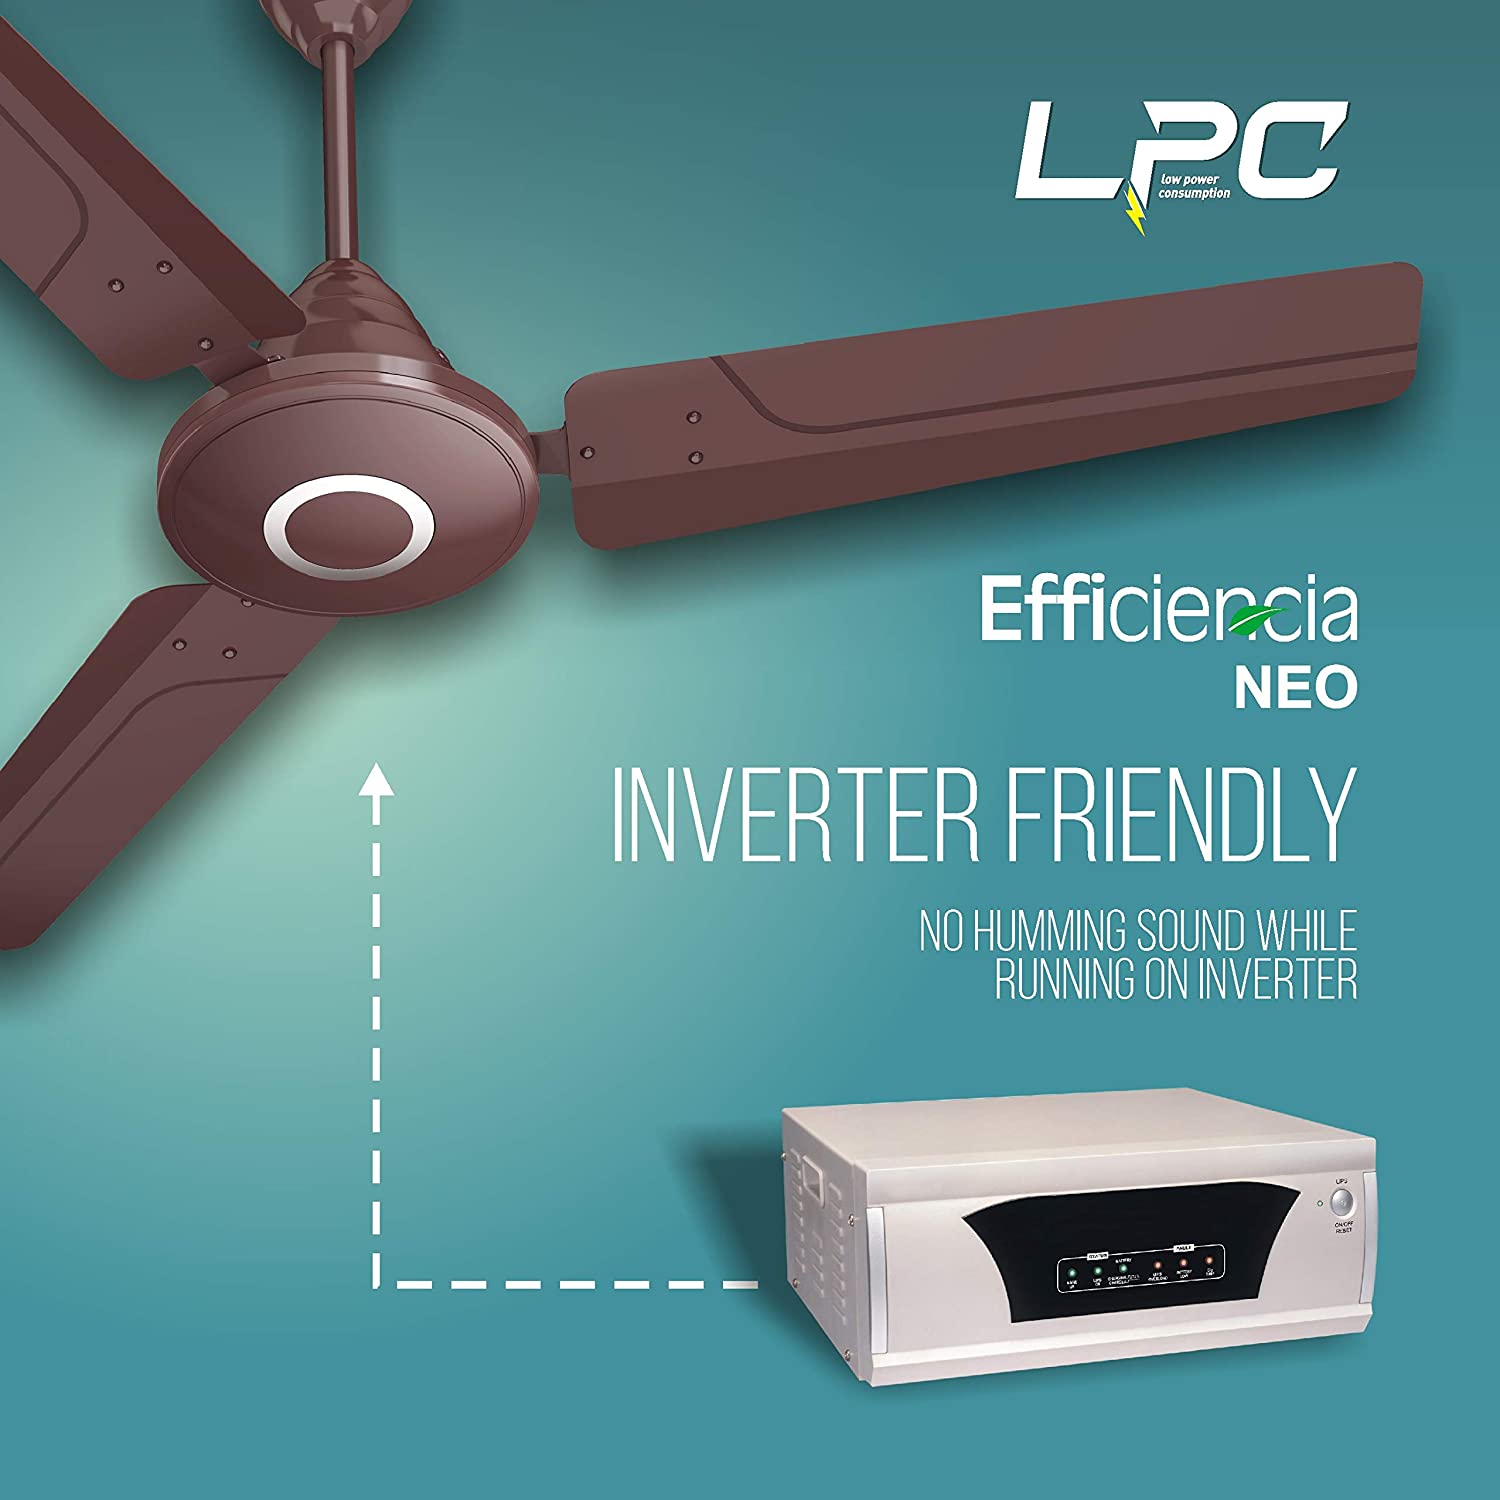 LPC
low power
consumption
Efficiencia
NEO
INVERTER FRIENDLY
NO HUMMING SOUND WHILE
RUNNING ON INVERTER
UPS
ON/OFF
RESET
BATTERY